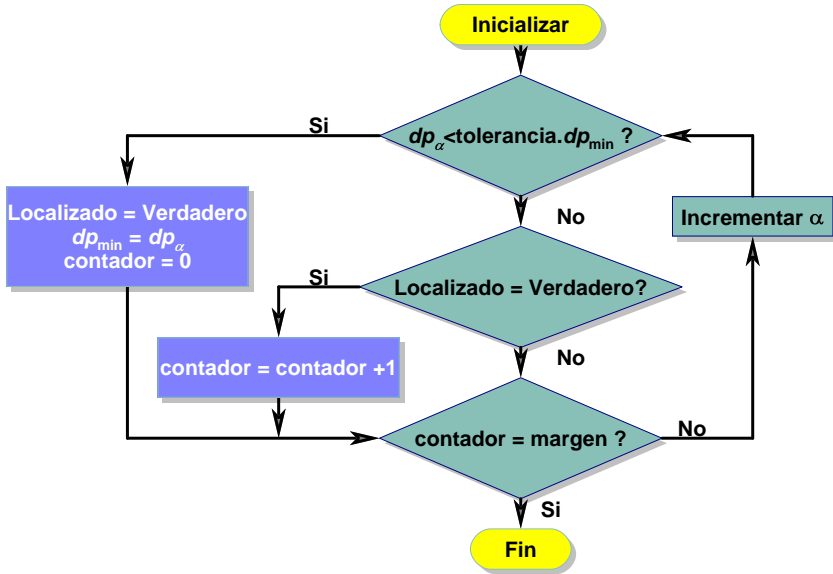 Inicializar
Si
dpα<tolerancia.dpmin ?
Localizado = Verdadero
dpmin = dpα
contador = 0
No
Incrementar α
Si
Localizado = Verdadero?
contador = contador +1
No
contador = margen ?
No
Si
Fin